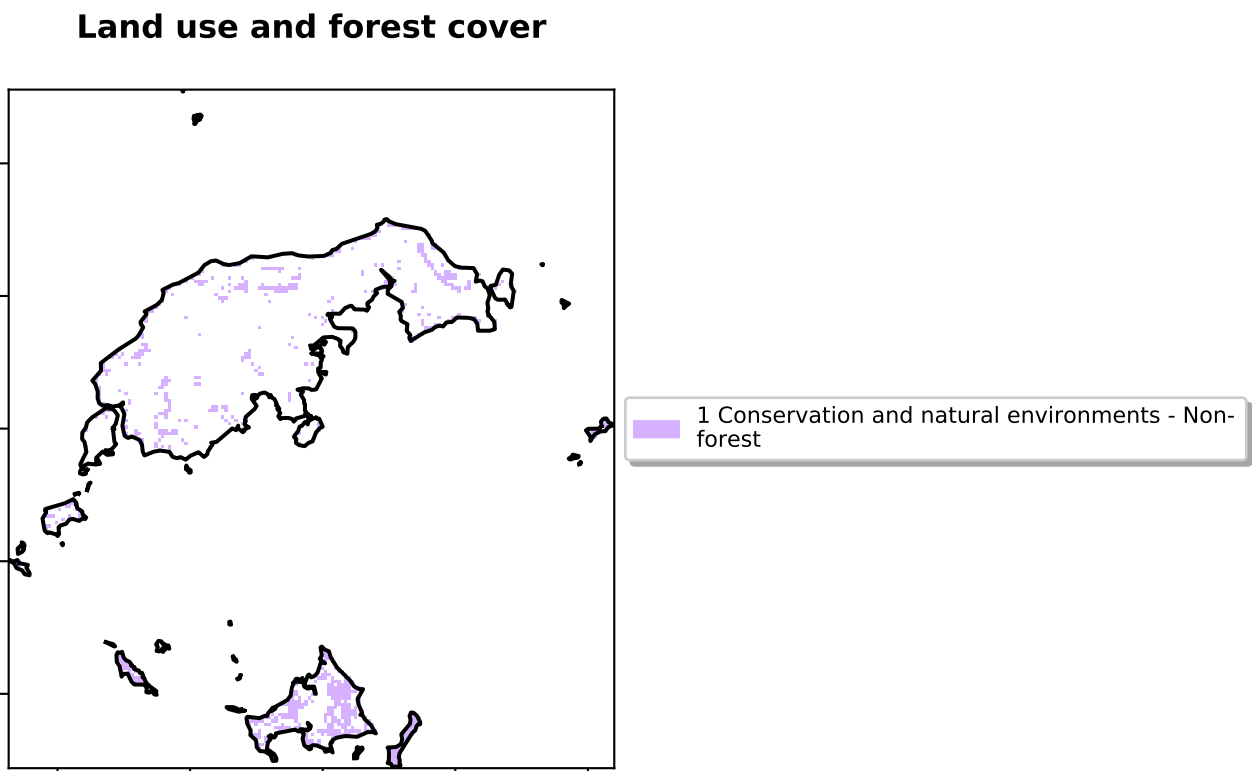 Land use and forest cover
1 Conservation and natural environments - Non-
forest